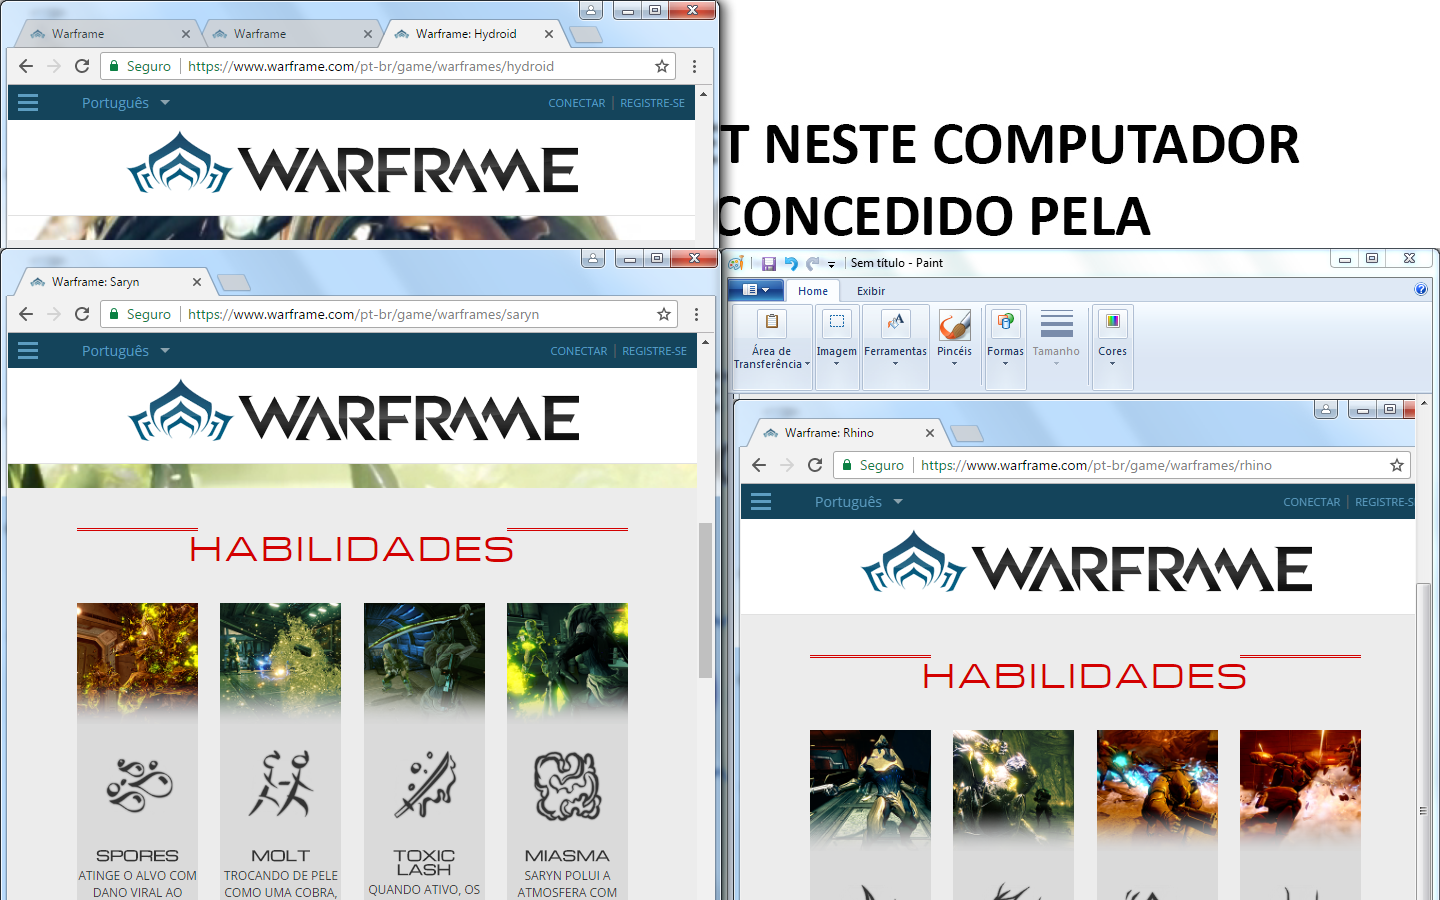 Warframe
Warframe
Warframe: Hydroid
Seguro
https://www.warframe.com/pt-br/game/warframes/hydroid
Português
CONECTAR
REGISTRE-SE
WARFRAME
T NESTE COMPUTADOR
CONCEDIDO PELA
Warframe: Saryn
Seguro
https://www.warframe.com/pt-br/game/warframes/saryn
Português
CONECTAR
REGISTRE-SE
WARFRAME
HABILIDADES
SPORES
ATINGE O ALVO COM
DANO VIRAL AO
MOLT
TROCANDO DE PELE
COMO UMA COBRA,
TOXIC
LASH
QUANDO ATIVO, OS
MIASMA
SARYN POLUI A
ATMOSFERA COM
Sem título - Paint
Home
Exibir
Área de
Transferência
Imagem
Ferramentas
Pincéis
Formas
Tamanho
Cores
Warframe: Rhino
Seguro
https://www.warframe.com/pt-br/game/warframes/rhino
Português
CONECTAR
REGISTRE-S
WARFRAME
HABILIDADES